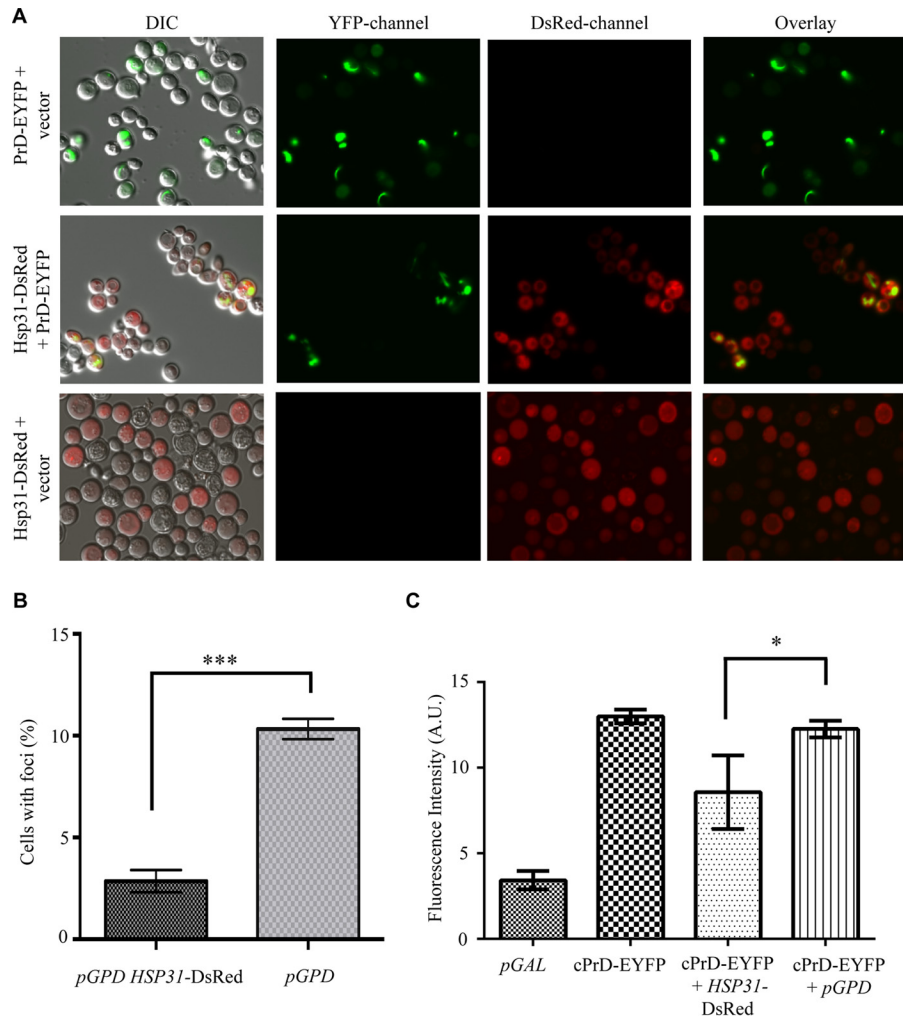 A
DIC
YFP-channel
DsRed-channel
Overlay
PrD-EYFP +
vector
Hsp31-DsRed
+ PrD-EYFP
Hsp31-DsRed +
vector
B
15
10
5
0
Cells with foci (%)
***
pGPD HSP31-DsRed
pGPD
C
15
10
5
0
Fluorescence Intensity (A.U.)
*
pGAL
cPrD-EYFP
cPrD-EYFP
+ HSP31-
DsRed
cPrD-EYFP
+ pGPD